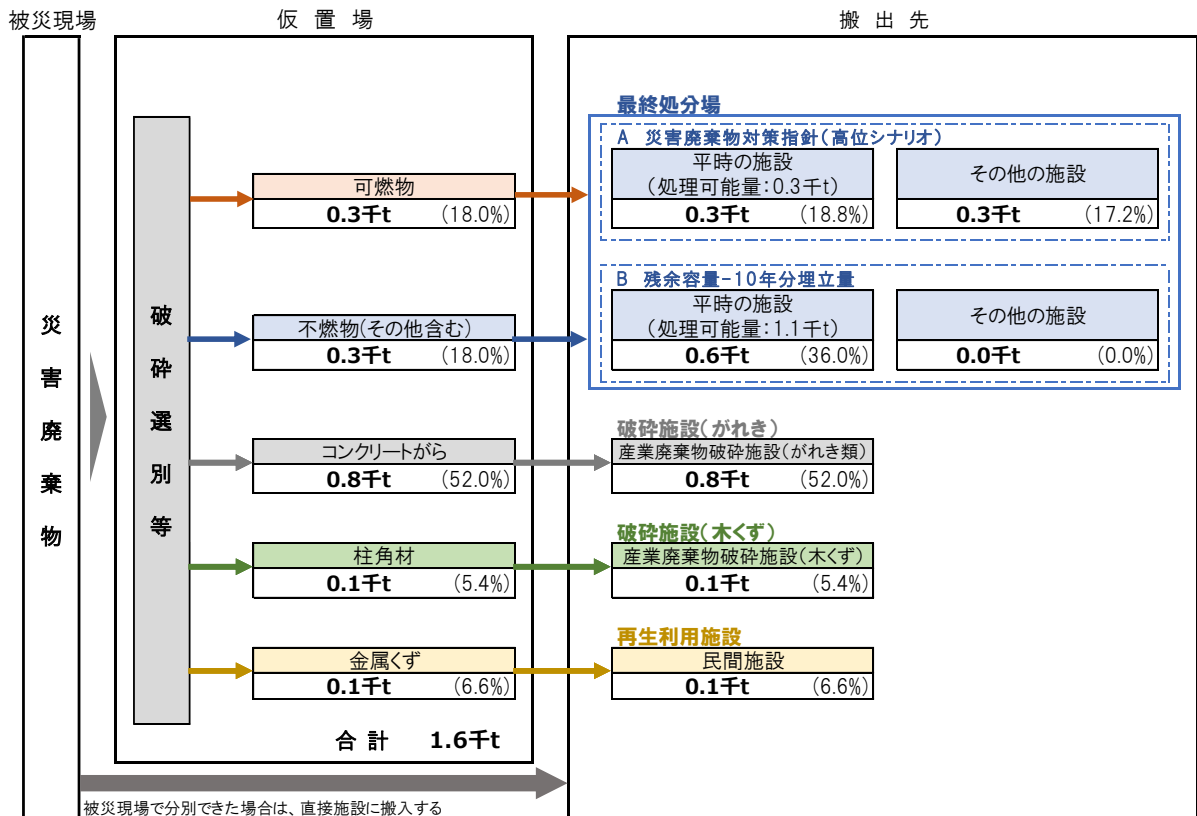 被災現場
仮 置 場
搬 出 先
災害廃棄物
破砕選別等
可燃物
0.3千t (18.0%)
不燃物(その他含む)
0.3千t (18.0%)
コンクリートがら
0.8千t (52.0%)
柱角材
0.1千t (5.4%)
金属くず
0.1千t (6.6%)
合 計 1.6千t
最終処分場
A 災害廃棄物対策指針(高位シナリオ)
平時の施設
(処理可能量:0.3千t)
0.3千t (18.8%)
その他の施設
0.3千t (17.2%)
B 残余容量-10年分埋立量
平時の施設
(処理可能量:1.1千t)
0.6千t (36.0%)
その他の施設
0.0千t (0.0%)
破砕施設(がれき)
産業廃棄物破砕施設(がれき類)
0.8千t (52.0%)
破砕施設(木くず)
産業廃棄物破砕施設(木くず)
0.1千t (5.4%)
再生利用施設
民間施設
0.1千t (6.6%)
被災現場で分別できた場合は、直接施設に搬入する